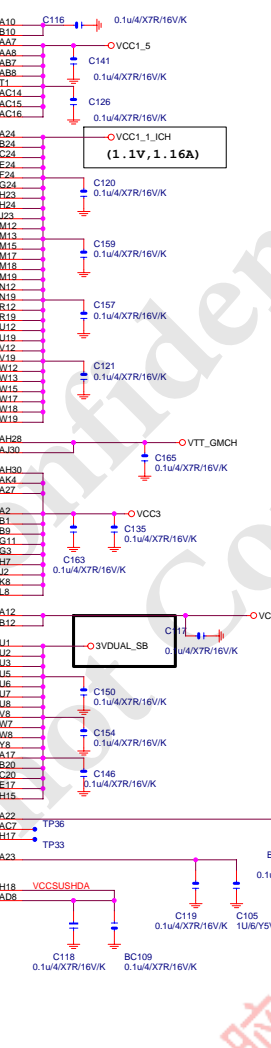 A10 C116 0.1u/4/X7R/16V/K
B10
AA7 VCC1_5
AA8
AB7 C141
AB8
T1 0.1u/4/X7R/16V/K
AC14
AC15 C126
AC16
0.1u/4/X7R/16V/K
A24 VCC1_1_ICH
B24
C24 (1.1V,1.16A)
E24
F24
G24 C120
H23 0.1u/4/X7R/16V/K
H24
J23
M12
M13
M15 C159
M17 0.1u/4/X7R/16V/K
M18
M19
N12
N19
R12 C157
R19 0.1u/4/X7R/16V/K
U12
U19
V12
V19
W12 C121
W13 0.1u/4/X7R/16V/K
W15
W17
W18
W19
AH28 VTT_GMCH
AJ30
C165
AH30 0.1u/4/X7R/16V/K
AK4
A27
A2 VCC3
B1
B9 C135
G11 0.1u/4/X7R/16V/K
G3
H7 C163
J2 0.1u/4/X7R/16V/K
K8
L8
A12 VC
B12
C117
U1 3VDUAL_SB 0.1u/4/X7R/16V/K
U2
U3
U5
U6 C150
U7 0.1u/4/X7R/16V/K
U8
V8
W7 C154
W8 0.1u/4/X7R/16V/K
Y8
A17
B20 C146
C20 0.1u/4/X7R/16V/K
E17
H15
A22
AC7 TP36
H17
TP33
A23
H18 VCCSUSHDA
AD8
C119 C105
0.1u/4/X7R/16V/K 1U/6/Y5V
C118 BC109
0.1u/4/X7R/16V/K 0.1u/4/X7R/16V/K